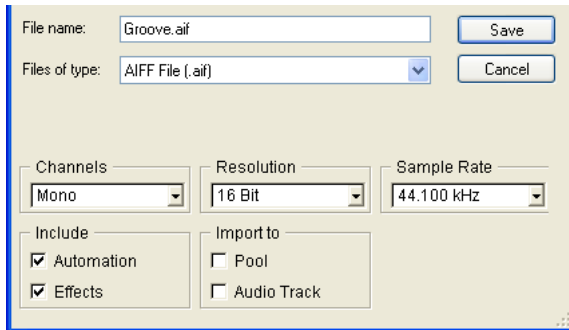 File name: Groove.aif Save
Files of type: AIFF File (.aif) Cancel
Channels Resolution Sample Rate
Mono 16 Bit 44.100 kHz
Include Import to
Automation Pool
Effects Audio Track